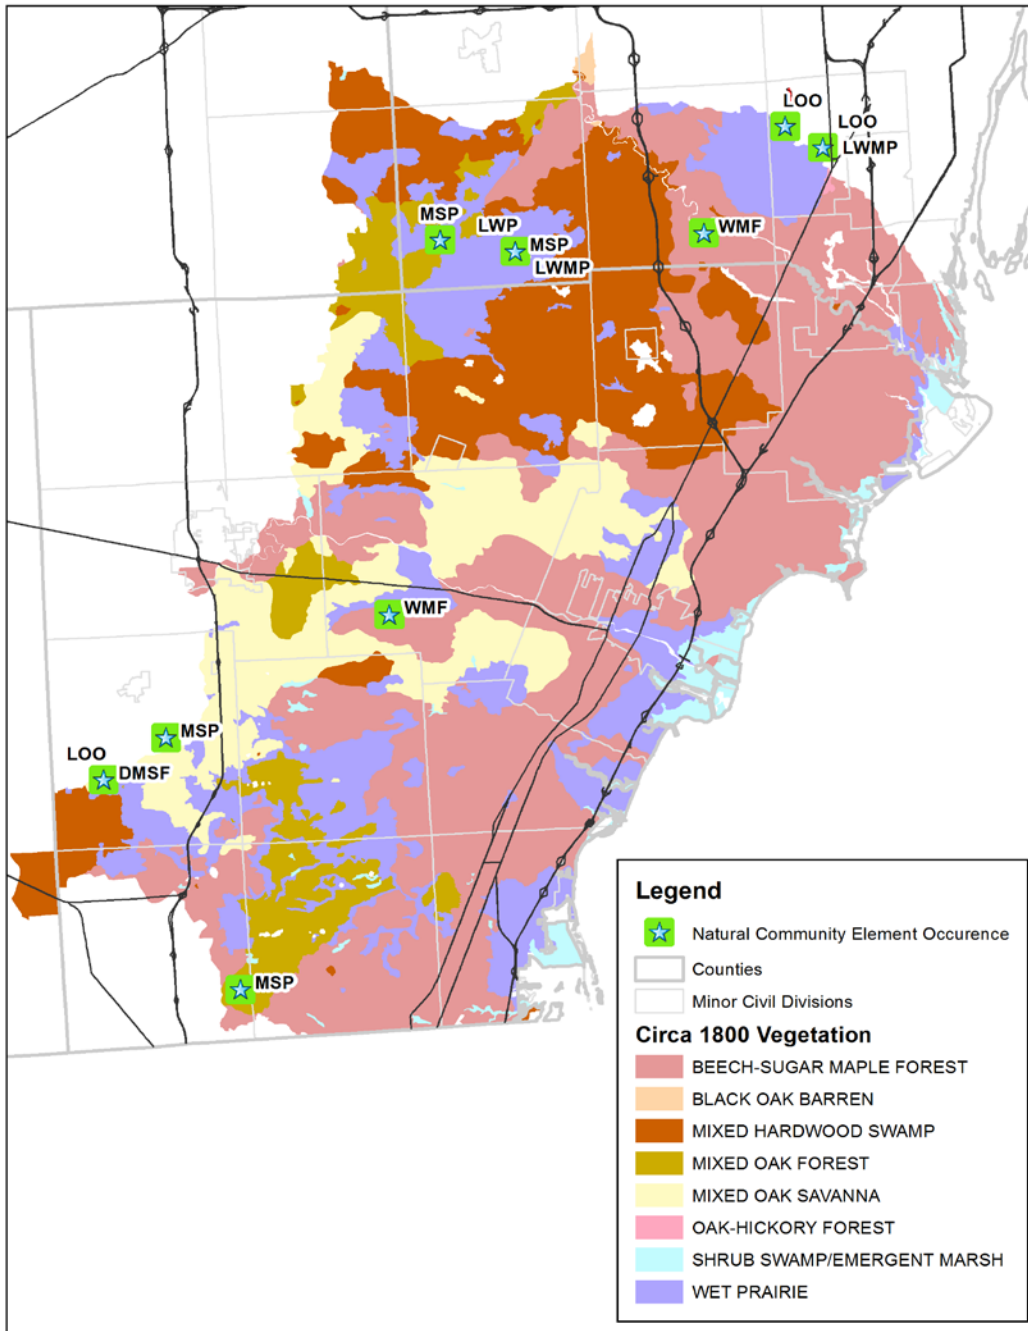 LOO
LOO
LWMP
MSP
LWP
WMF
MSP
LWMP
WMF
MSP
LOO
DMSF
MSP
Legend
Natural Community Element Occurence
Counties
Minor Civil Divisions
Circa 1800 Vegetation
BEECH-SUGAR MAPLE FOREST
BLACK OAK BARREN
MIXED HARDWOOD SWAMP
MIXED OAK FOREST
MIXED OAK SAVANNA
OAK-HICKORY FOREST
SHRUB SWAMP/EMERGENT MARSH
WET PRAIRIE